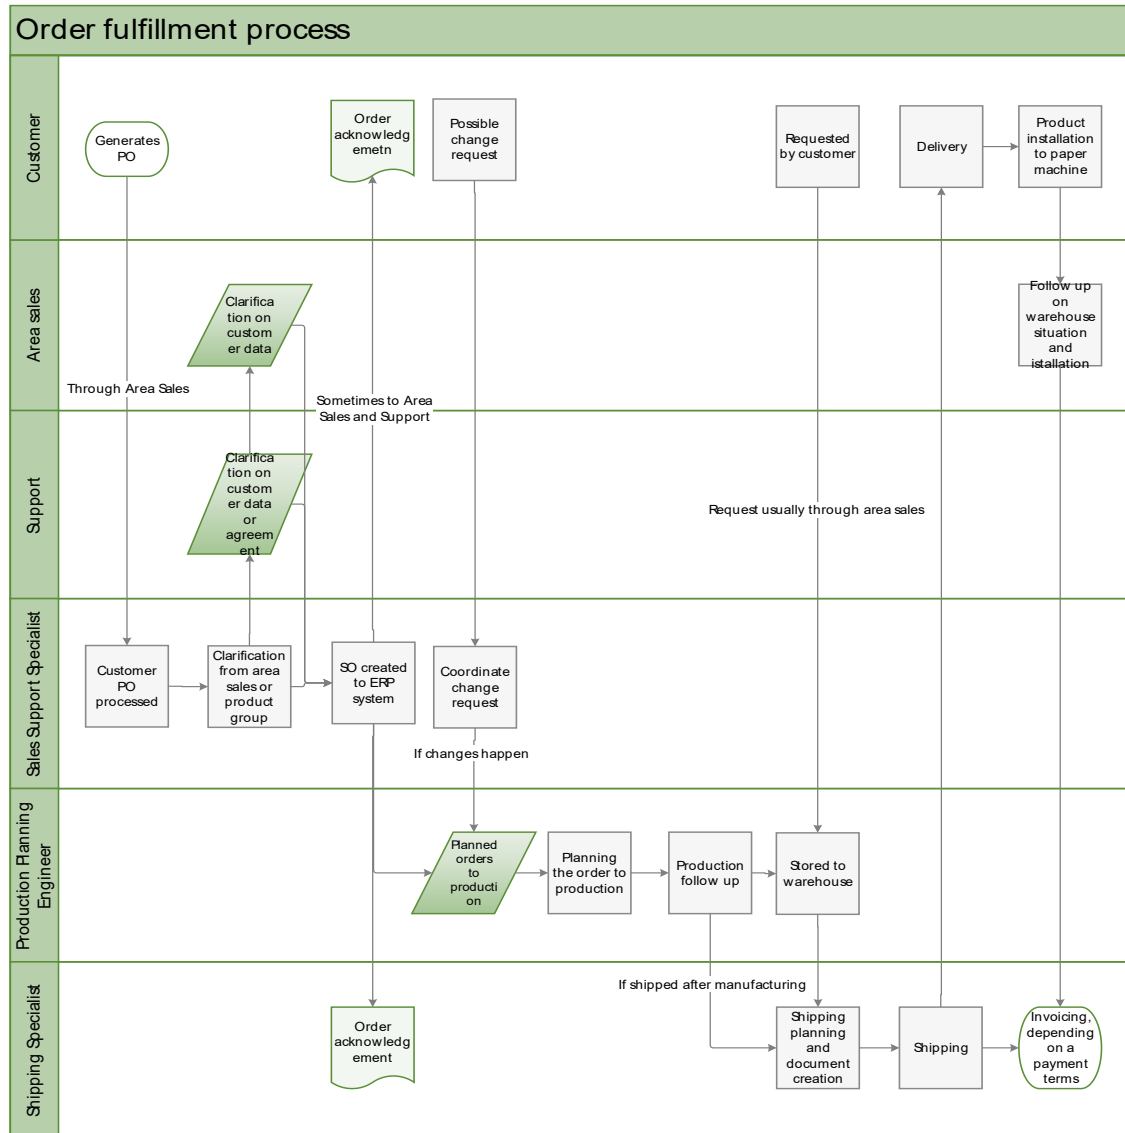 Order fulfillment process
Customer
Generates
PO
Order
acknowledg
emetn
Possible
change
request
Requested
by customer
Delivery
Product
installation
to paper
machine
Area sales
Clarifica
tion on
custom
er data
Follow up
on
warehouse
situation
and
istallation
Through Area Sales
Sometimes to Area
Sales and Support
Support
Clarifica
tion on
custom
er data
or
agreem
ent
Request usually through area sales
Sales Support Specialist
Customer
PO
processed
Clarification
from area
sales or
product
group
SO created
to ERP
system
Coordinate
change
request
If changes happen
Production Planning
Engineer
Planned
orders
to
producti
on
Planning
the order to
production
Production
follow up
Stored to
warehouse
If shipped after manufacturing
Shipping Specialist
Order
acknowledg
ement
Shipping
planning
and
document
creation
Shipping
Invoicing,
depending
on a
payment
terms